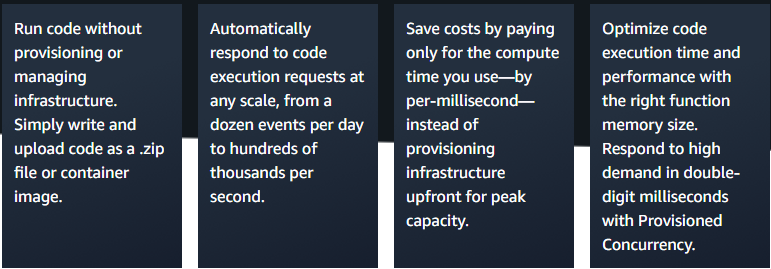 Run code without
provisioning or
managing
infrastructure.
Simply write and
upload code as a .zip
file or container
image.
Automatically
respond to code
execution requests at
any scale, from a
dozen events per day
to hundreds of
thousands per
second.
Save costs by paying
only for the compute
time you use—by
per-millisecond—
instead of
provisioning
infrastructure
upfront for peak
capacity.
Optimize code
execution time and
performance with
the right function
memory size.
Respond to high
demand in double-
digit milliseconds
with Provisioned
Concurrency.